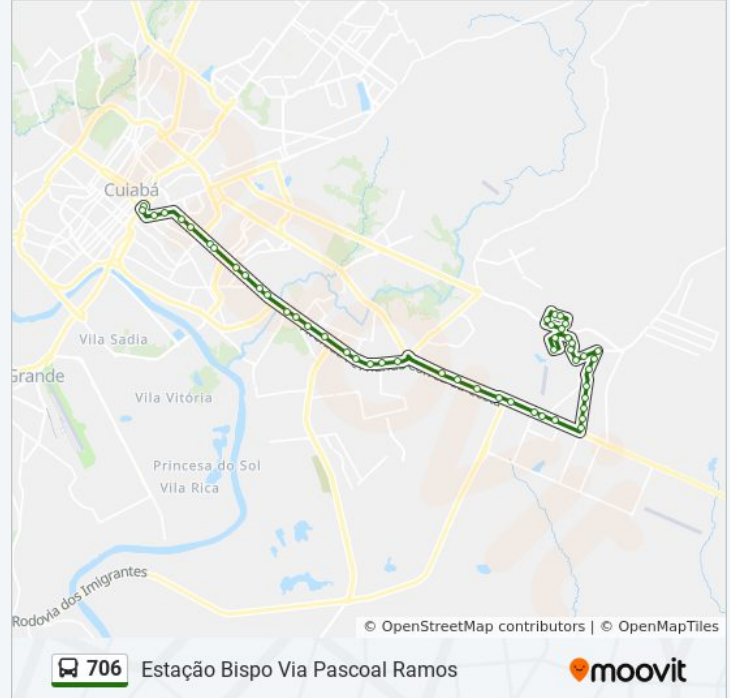 Cuiabá
Vila Sadia
Grande
Vila Vitória
Princesa do Sol
Vila Rica
Rodovia dos Imigrantes
© OpenStreetMap contributors | © OpenMapTiles
706 Estação Bispo Via Pascoal Ramos
moovit